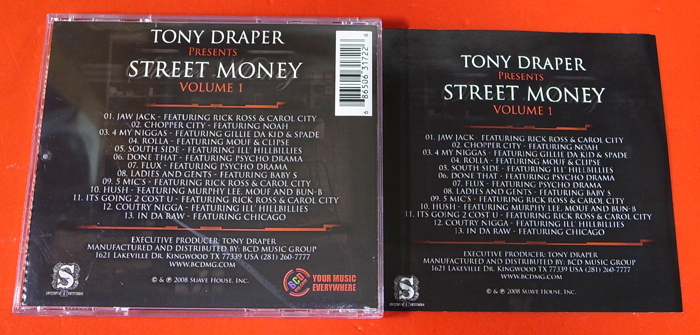 TONY DRAPER
PRESENTS
STREET MONEY
VOLUME 1
6 86506 31722 6
01. JAW JACK - FEATURING RICK ROSS & CAROL CITY
02. CHOPPER CITY - FEATURING NOAH
03. 4 MY NIGGAS - FEATURING GILLIE DA KID & SPADE
04. ROLLA - FEATURING MOUF & CLIPSE
05. SOUTH SIDE - FEATURING ILL' HILLBILLIES
06. DONE THAT - FEATURING PSYCHO DRAMA
07. FLUX - FEATURING PSYCHO DRAMA
08. LADIES AND GENTS - FEATURING BABY S
09. 5 MIC'S - FEATURING RICK ROSS & CAROL CITY
10. HUSH - FEATURING MURPHY LEE, MOUF AND BUN-B
11. ITS GOING 2 COST U - FEATURING RICK ROSS & CAROL CITY
12. COUTRY NIGGA - FEATURING ILL' HILLBILLIES
13. IN DA RAW - FEATURING CHICAGO
EXECUTIVE PRODUCER: TONY DRAPER
MANUFACTURED AND DISTRIBUTED BY: BCD MUSIC GROUP
1621 LAKEVILLE DR. KINGWOOD TX 77339 USA (281) 260-7777
WWW.BCDMG.COM
S
BCD
YOUR MUSIC
EVERYWHERE
© & ℗ 2008 SUAVE HOUSE, INC.
TONY DRAPER
PRESENTS
STREET MONEY
VOLUME 1
01. JAW JACK - FEATURING RICK ROSS & CAROL CITY
02. CHOPPER CITY - FEATURING NOAH
03. 4 MY NIGGAS - FEATURING GILLIE DA KID & SPADE
04. ROLLA - FEATURING MOUF & CLIPSE
05. SOUTH SIDE - FEATURING ILL' HILLBILLIES
06. DONE THAT - FEATURING PSYCHO DRAMA
07. FLUX - FEATURING PSYCHO DRAMA
08. LADIES AND GENTS - FEATURING BABY S
09. 5 MIC'S - FEATURING RICK ROSS & CAROL CITY
10. HUSH - FEATURING MURPHY LEE, MOUF AND BUN-B
11. ITS GOING 2 COST U - FEATURING RICK ROSS & CAROL CITY
12. COUTRY NIGGA - FEATURING ILL' HILLBILLIES
13. IN DA RAW - FEATURING CHICAGO
EXECUTIVE PRODUCER: TONY DRAPER
MANUFACTURED AND DISTRIBUTED BY: BCD MUSIC GROUP
1621 LAKEVILLE DR. KINGWOOD TX 77339 USA (281) 260-7777
WWW.BCDMG.COM
S
© & ℗ 2008 SUAVE HOUSE, INC.